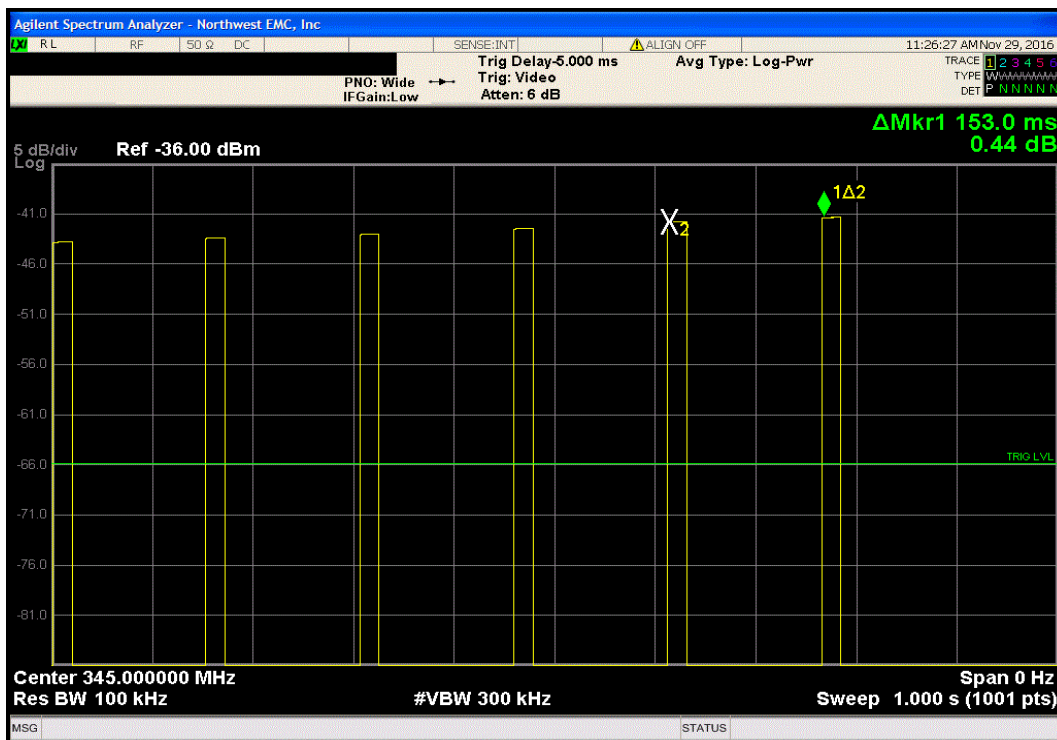 Agilent Spectrum Analyzer - Northwest EMC, Inc
LXI RL RF 50 Ω DC SENSE:INT ALIGN OFF 11:26:27 AM Nov 29, 2016
PNO: Wide IFGain:Low
Trig Delay-5.000 ms
Trig: Video
Atten: 6 dB
Avg Type: Log-Pwr
TRACE 1 2 3 4 5 6
TYPE WWWWWW
DET P N N N N N
ΔMkr1 153.0 ms
0.44 dB
5 dB/div Ref -36.00 dBm
Log
1Δ2
-41.0
X2
-46.0
-51.0
-56.0
-61.0
TRIG LVL
-66.0
-71.0
-76.0
-81.0
Center 345.000000 MHz Span 0 Hz
Res BW 100 kHz #VBW 300 kHz Sweep 1.000 s (1001 pts)
MSG STATUS